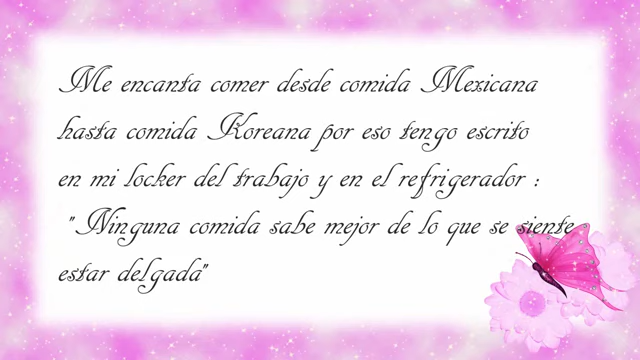 Me encanta comer desde comida Mexicana
hasta comida Koreana por eso tengo escrito
en mi locker del trabajo y en el refrigerador :
"Ninguna comida sabe mejor de lo que se siente
estar delgada"